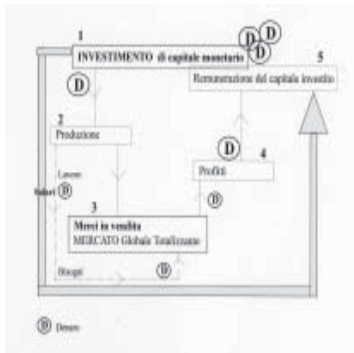 1
D D
D
INVESTIMENTO di capitale monetario
5
Remunerazione del capitale investito
D
2
Produzione
D
4
Profitti
Lavoro
Salari D
D
3
Merci in vendita
MERCATO Globale Totalizzante
D
Bisogni
D Denaro